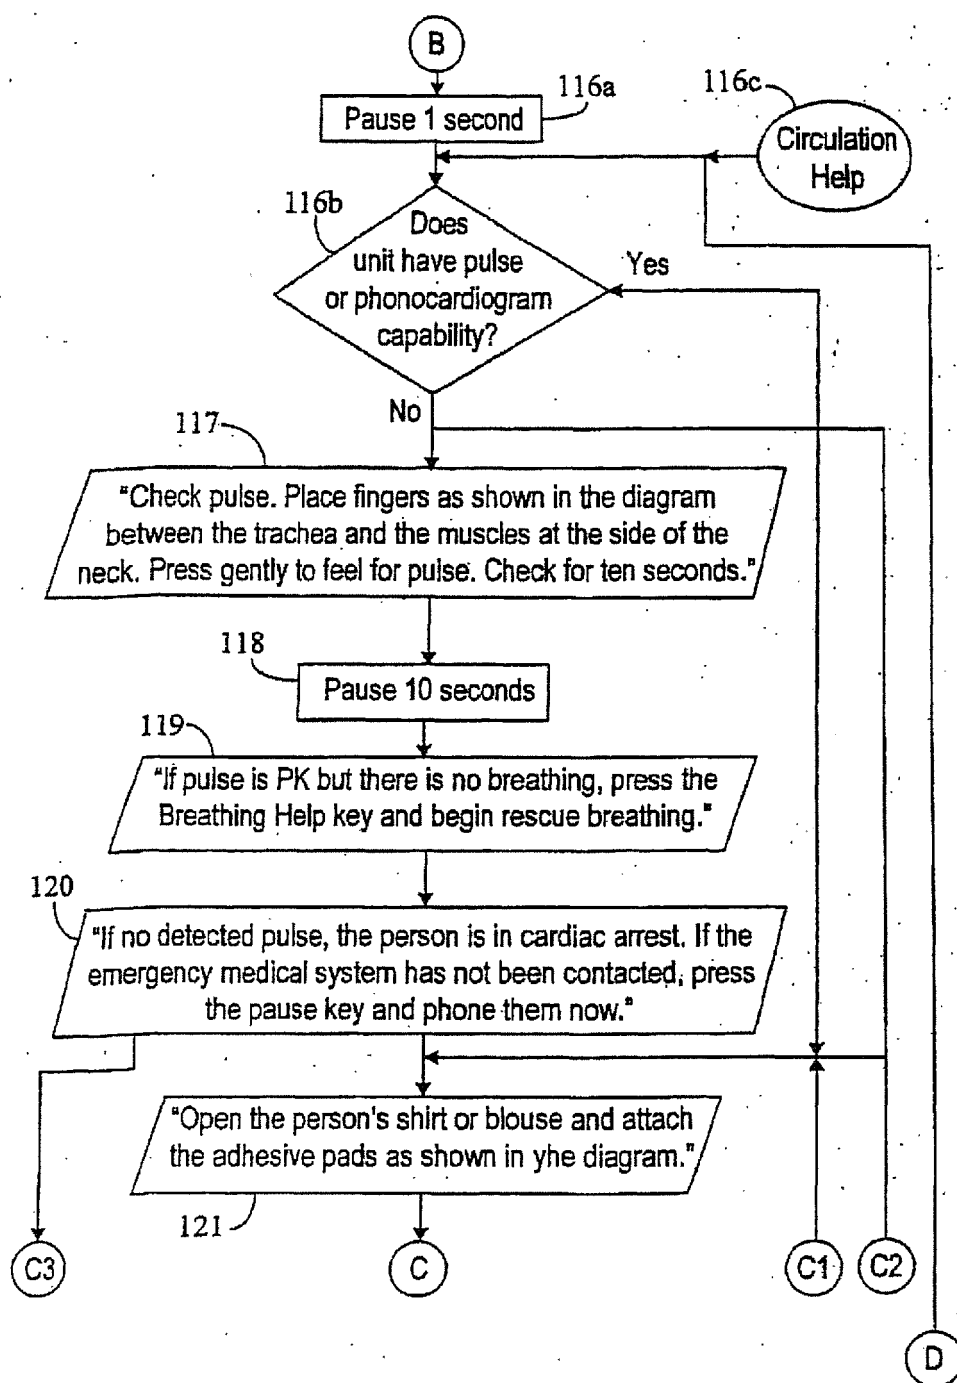 B
116a
116c
Pause 1 second
Circulation
Help
116b
Does
unit have pulse
or phonocardiogram
capability?
Yes
No
117
"Check pulse. Place fingers as shown in the diagram
between the trachea and the muscles at the side of the
neck. Press gently to feel for pulse. Check for ten seconds."
118
Pause 10 seconds
119
"If pulse is PK but there is no breathing, press the
Breathing Help key and begin rescue breathing."
120
"If no detected pulse, the person is in cardiac arrest. If the
emergency medical system has not been contacted, press
the pause key and phone them now."
"Open the person's shirt or blouse and attach
the adhesive pads as shown in yhe diagram."
121
C3
C
C1
C2
D